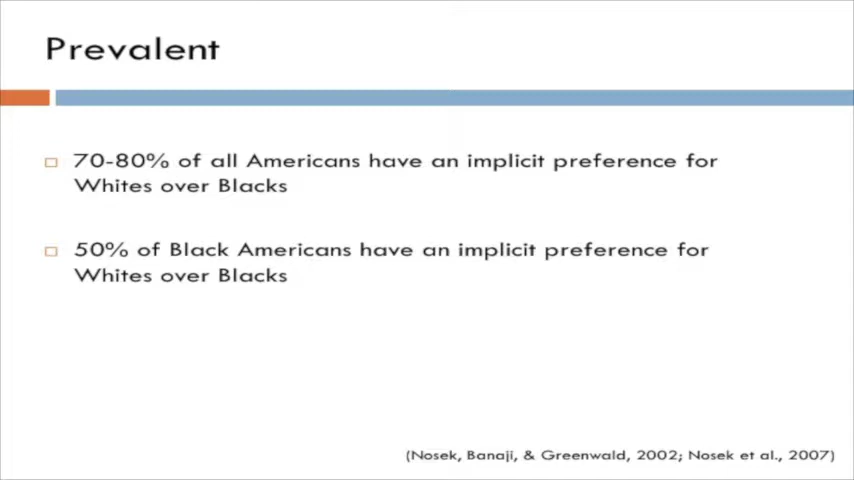 Prevalent
70-80% of all Americans have an implicit preference for
Whites over Blacks
50% of Black Americans have an implicit preference for
Whites over Blacks
(Nosek, Banaji, & Greenwald, 2002; Nosek et al., 2007)